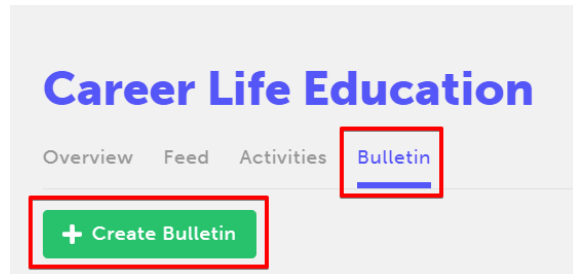 Career Life Education
Overview Feed Activities Bulletin
+ Create Bulletin